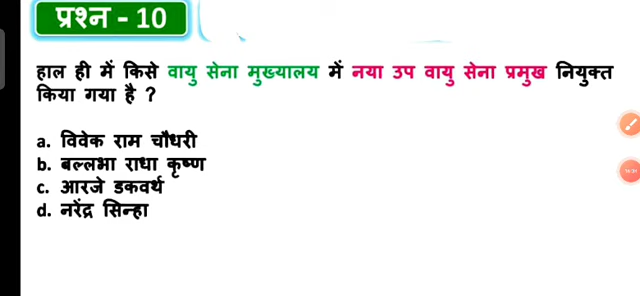 प्रश्न - 10
हाल ही में किसे वायु सेना मुख्यालय में नया उप वायु सेना प्रमुख नियुक्त
किया गया है ?
a. विवेक राम चौधरी
b. बल्लभा राधा कृष्ण
c. आरजे डकवर्थ
d. नरेंद्र सिन्हा